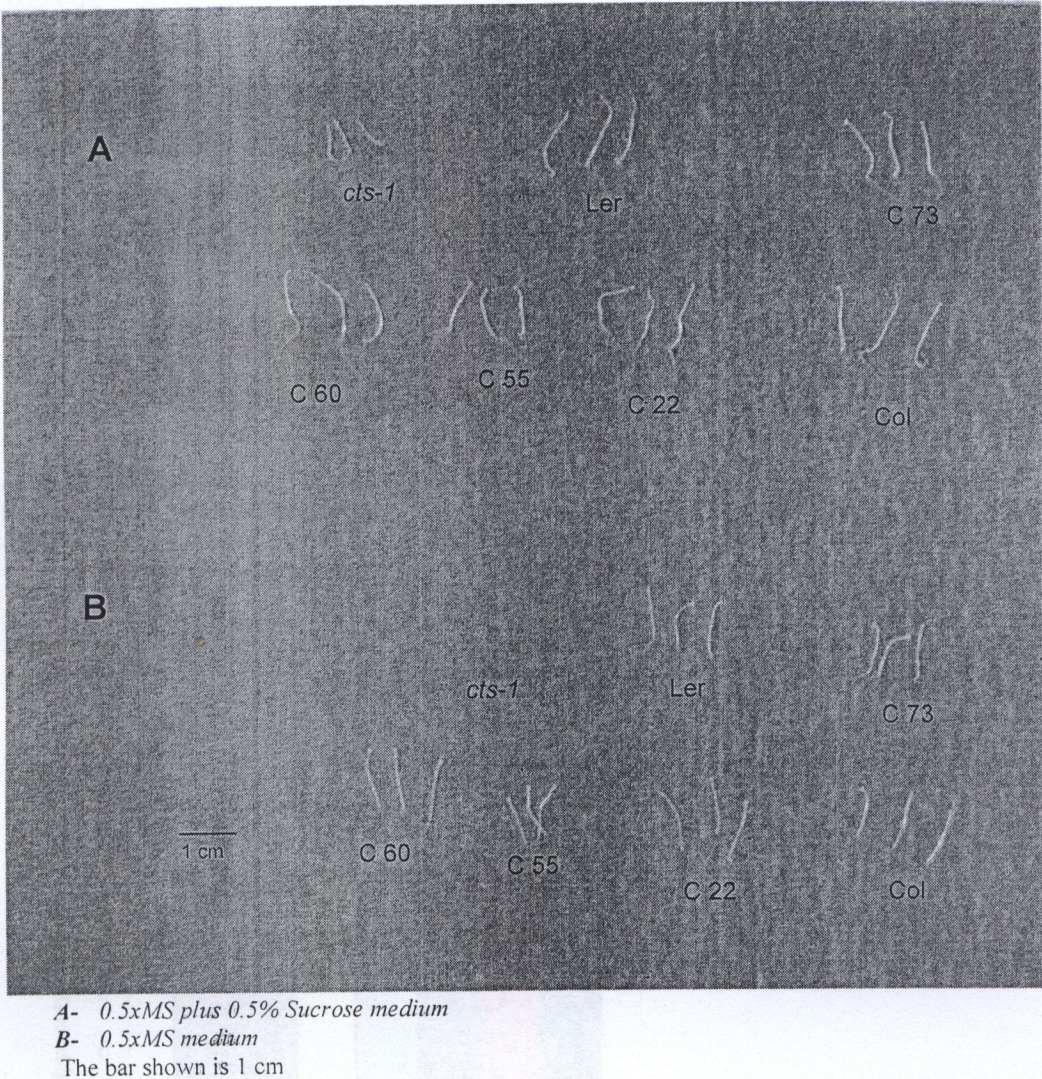 A
cts-1
Ler
C 73
C 60
C 55
C 22
Col
B
cts-1
Ler
C 73
1 cm
C 60
C 55
C 22
Col
A- 0.5xMS plus 0.5% Sucrose medium
B- 0.5xMS medium
The bar shown is 1 cm